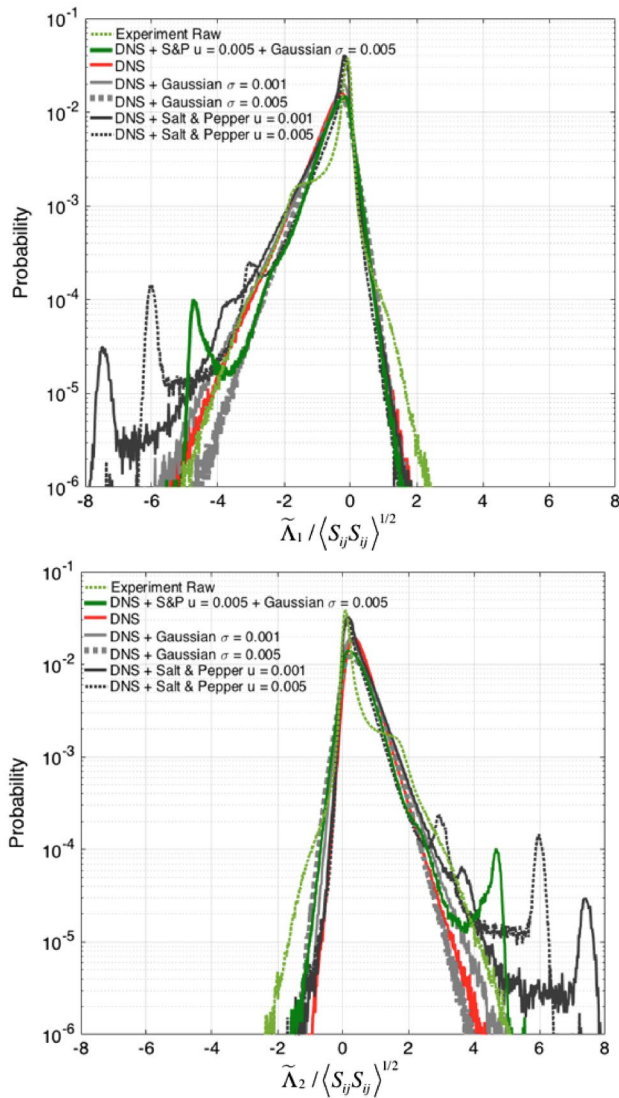 10^-1
Experiment Raw
DNS + S&P u = 0.005 + Gaussian σ = 0.005
DNS
10^-2
DNS + Gaussian σ = 0.001
DNS + Gaussian σ = 0.005
DNS + Salt & Pepper u = 0.001
DNS + Salt & Pepper u = 0.005
10^-3
Probability
10^-4
10^-5
10^-6
-8 -6 -4 -2 0 2 4 6 8
Λ̃₁ / ⟨S_ij S_ij⟩^1/2
10^-1
Experiment Raw
DNS + S&P u = 0.005 + Gaussian σ = 0.005
DNS
DNS + Gaussian σ = 0.001
10^-2
DNS + Gaussian σ = 0.005
DNS + Salt & Pepper u = 0.001
DNS + Salt & Pepper u = 0.005
10^-3
Probability
10^-4
10^-5
10^-6
-8 -6 -4 -2 0 2 4 6 8
Λ̃₂ / ⟨S_ij S_ij⟩^1/2